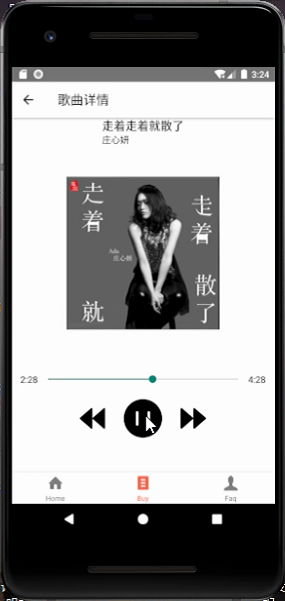 3:24
歌曲详情
走着走着就散了
庄心妍
走着
走着
Ada
庄心妍
就
散了
2:28
4:28
Home
Buy
Faq